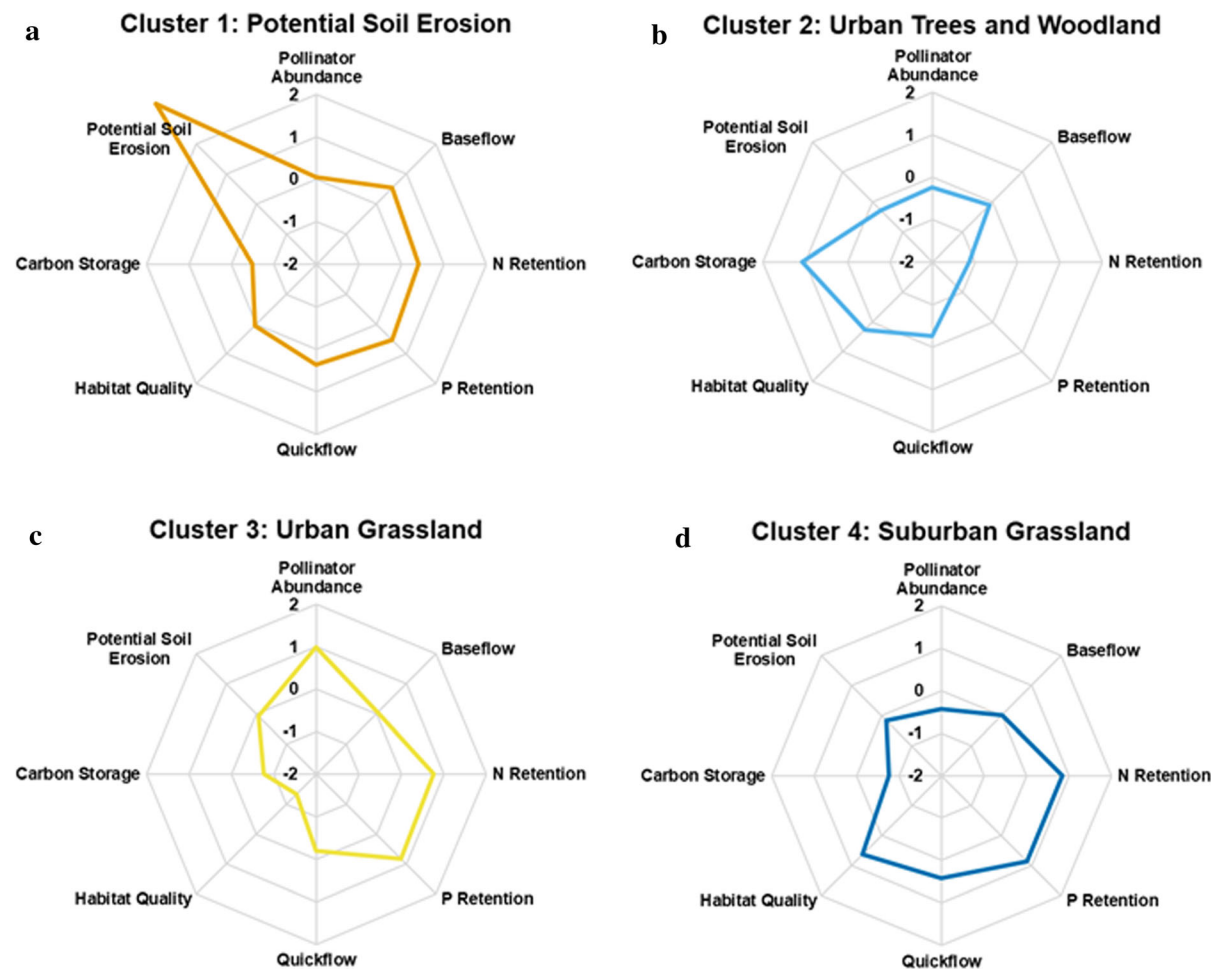 a
Cluster 1: Potential Soil Erosion
Pollinator
Abundance
2
1
0
-1
-2
Baseflow
N Retention
P Retention
Quickflow
Habitat Quality
Carbon Storage
Potential Soil
Erosion
b
Cluster 2: Urban Trees and Woodland
Pollinator
Abundance
2
1
0
-1
-2
Baseflow
N Retention
P Retention
Quickflow
Habitat Quality
Carbon Storage
Potential Soil
Erosion
c
Cluster 3: Urban Grassland
Pollinator
Abundance
2
1
0
-1
-2
Baseflow
N Retention
P Retention
Quickflow
Habitat Quality
Carbon Storage
Potential Soil
Erosion
d
Cluster 4: Suburban Grassland
Pollinator
Abundance
2
1
0
-1
-2
Baseflow
N Retention
P Retention
Quickflow
Habitat Quality
Carbon Storage
Potential Soil
Erosion